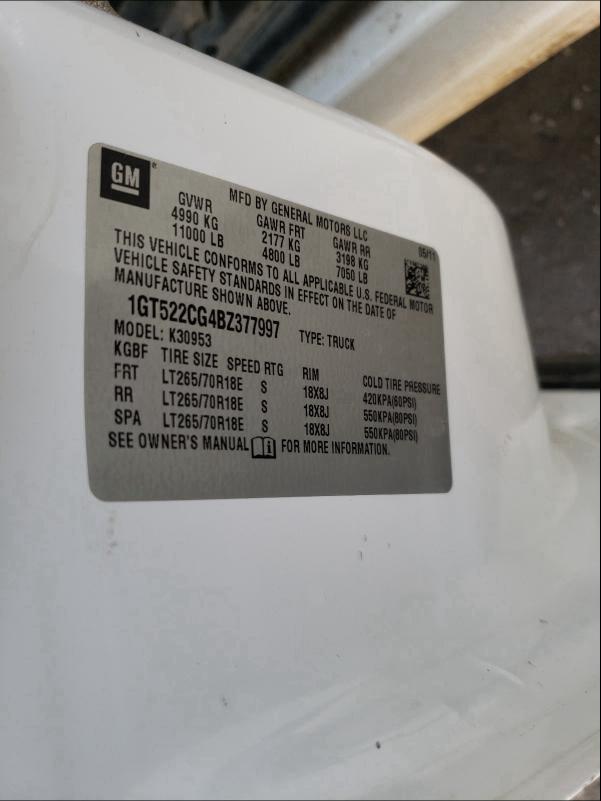 GM
MFD BY GENERAL MOTORS LLC
GVWR GAWR FRT GAWR RR 05/11
4990 KG 2177 KG 3198 KG
11000 LB 4800 LB 7050 LB
THIS VEHICLE CONFORMS TO ALL APPLICABLE U.S. FEDERAL MOTOR
VEHICLE SAFETY STANDARDS IN EFFECT ON THE DATE OF
MANUFACTURE SHOWN ABOVE.
1GT522CG4BZ377997 TYPE: TRUCK
MODEL: K30953
KGBF TIRE SIZE SPEED RTG RIM COLD TIRE PRESSURE
FRT LT265/70R18E S 18X8J 420KPA(60PSI)
RR LT265/70R18E S 18X8J 550KPA(80PSI)
SPA LT265/70R18E S 18X8J 550KPA(80PSI)
SEE OWNER'S MANUAL FOR MORE INFORMATION.